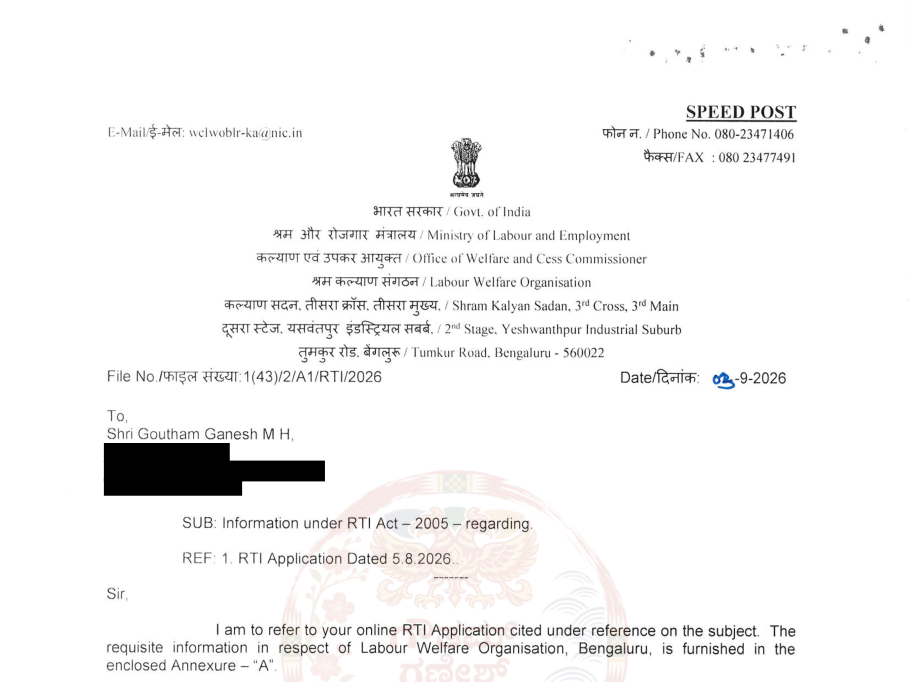 SPEED POST
E-Mail/ई-मेल: wclwoblr-ka@nic.in
फोन न. / Phone No. 080-23471406
फैक्स/FAX : 080 23477491
सत्यमेव जयते
भारत सरकार / Govt. of India
श्रम और रोजगार मंत्रालय / Ministry of Labour and Employment
कल्याण एवं उपकर आयुक्त / Office of Welfare and Cess Commissioner
श्रम कल्याण संगठन / Labour Welfare Organisation
कल्याण सदन, तीसरा क्रॉस, तीसरा मुख्य, / Shram Kalyan Sadan, 3rd Cross, 3rd Main
दूसरा स्टेज, यसवंतपुर इंडस्ट्रियल सबर्ब, / 2nd Stage, Yeshwanthpur Industrial Suburb
तुमकुर रोड, बेंगलुरू / Tumkur Road, Bengaluru - 560022
File No./फाइल संख्या:1(43)/2/A1/RTI/2026
Date/दिनांक: 02-9-2026
To,
Shri Goutham Ganesh M H,
SUB: Information under RTI Act – 2005 – regarding.
REF: 1. RTI Application Dated 5.8.2026..
-------
Sir,
I am to refer to your online RTI Application cited under reference on the subject. The
requisite information in respect of Labour Welfare Organisation, Bengaluru, is furnished in the
enclosed Annexure – “A”.
ಗೌತಮ್
ಗಣೇಶ್